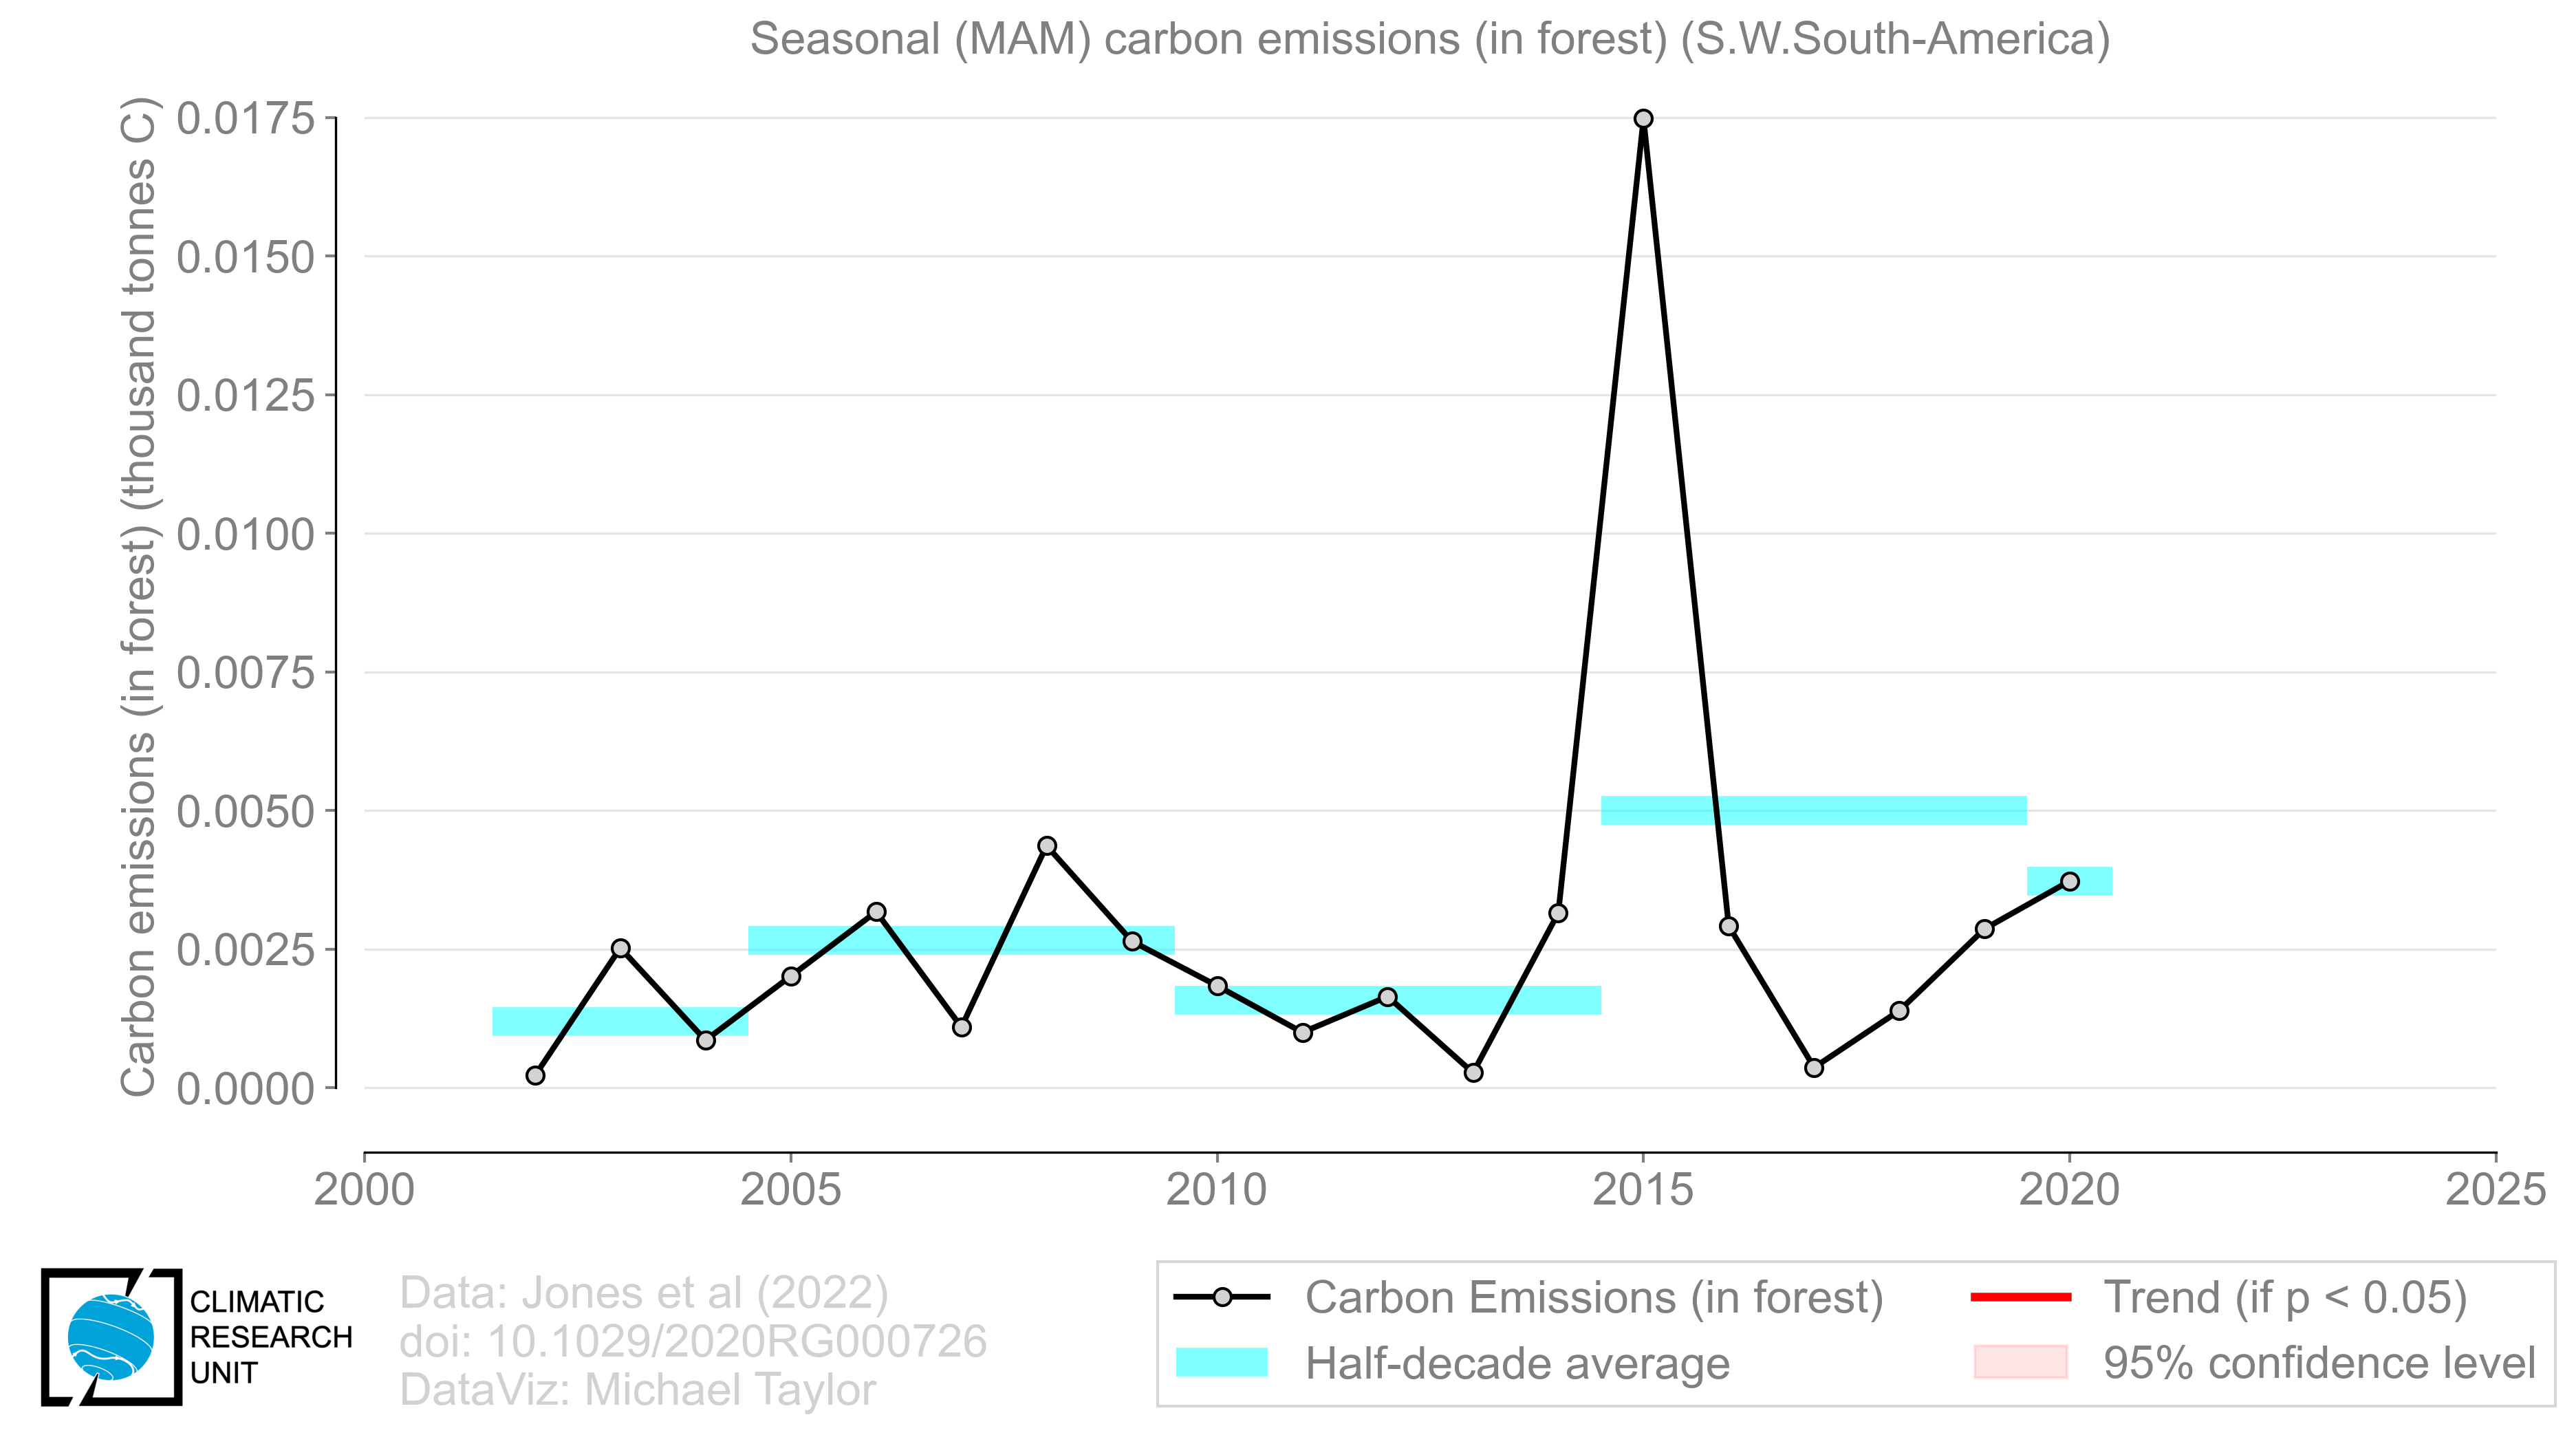 Seasonal (MAM) carbon emissions (in forest) (S.W.South-America)
Carbon emissions (in forest) (thousand tonnes C)
0.0175
0.0150
0.0125
0.0100
0.0075
0.0050
0.0025
0.0000
2000
2005
2010
2015
2020
2025
CLIMATIC
RESEARCH
UNIT
Data: Jones et al (2022)
doi: 10.1029/2020RG000726
DataViz: Michael Taylor
Carbon Emissions (in forest)
Half-decade average
Trend (if p < 0.05)
95% confidence level